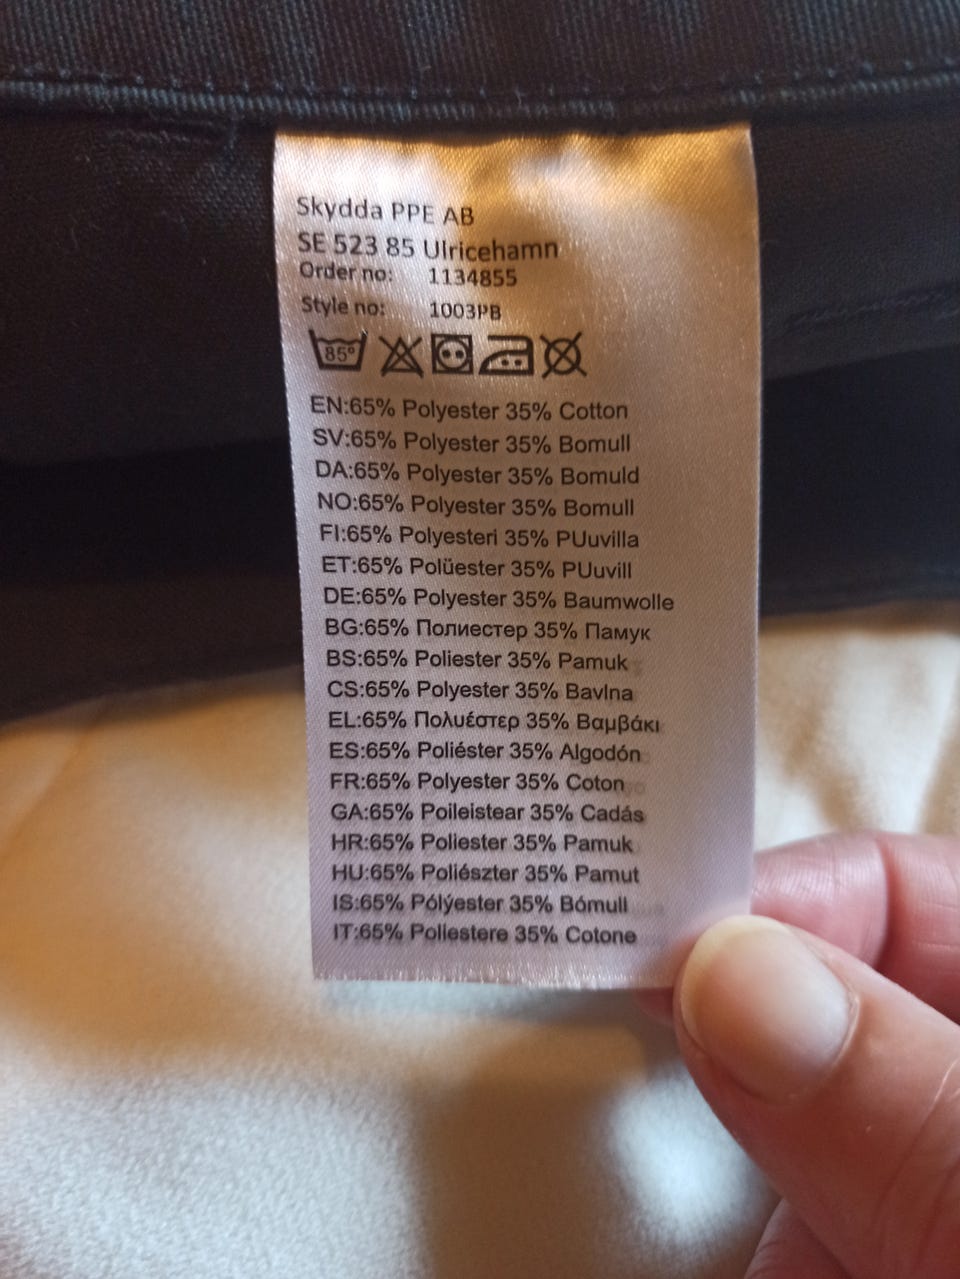 Skydda PPE AB
SE 523 85 Ulricehamn
Order no: 1134855
Style no: 1003PB
85°
EN:65% Polyester 35% Cotton
SV:65% Polyester 35% Bomull
DA:65% Polyester 35% Bomuld
NO:65% Polyester 35% Bomull
FI:65% Polyesteri 35% PUuvilla
ET:65% Polüester 35% PUuvill
DE:65% Polyester 35% Baumwolle
BG:65% Полиестер 35% Памук
BS:65% Poliester 35% Pamuk
CS:65% Polyester 35% Bavlna
EL:65% Πολυέστερ 35% Βαμβάκι
ES:65% Poliéster 35% Algodón
FR:65% Polyester 35% Coton
GA:65% Poileistear 35% Cadás
HR:65% Poliester 35% Pamuk
HU:65% Poliészter 35% Pamut
IS:65% Pólýester 35% Bómull
IT:65% Poliestere 35% Cotone